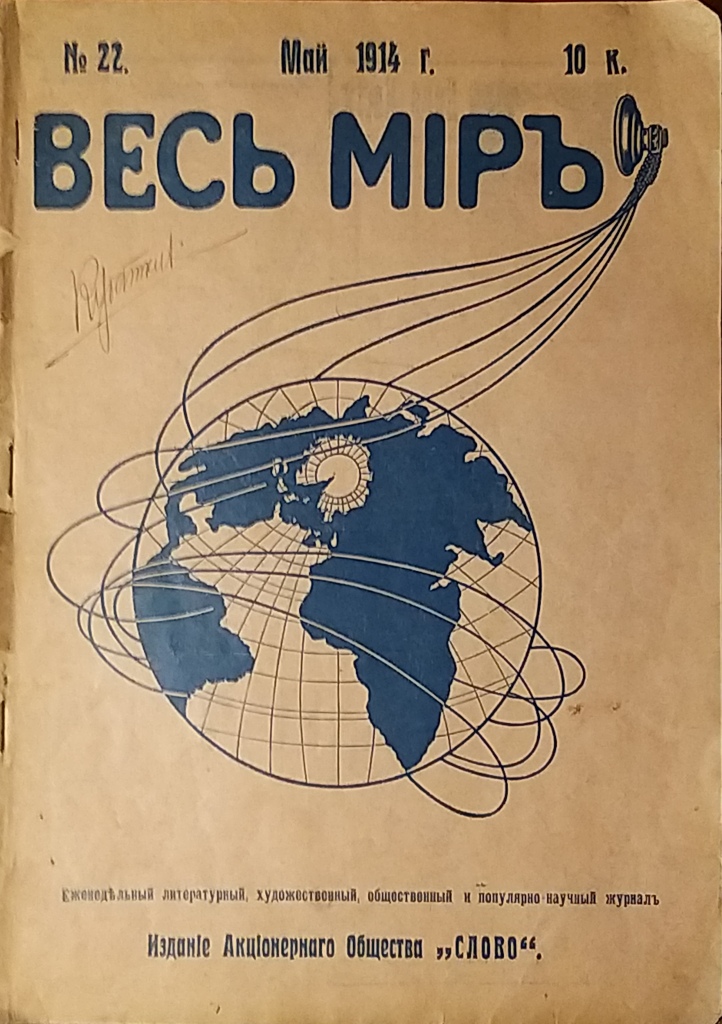 № 22. Май 1914 г. 10 к.
ВЕСЬ МІРЪ
Еженедѣльный литературный, художественный, общественный и популярно-научный журналъ
Изданіе Акціонернаго Общества „СЛОВО“.